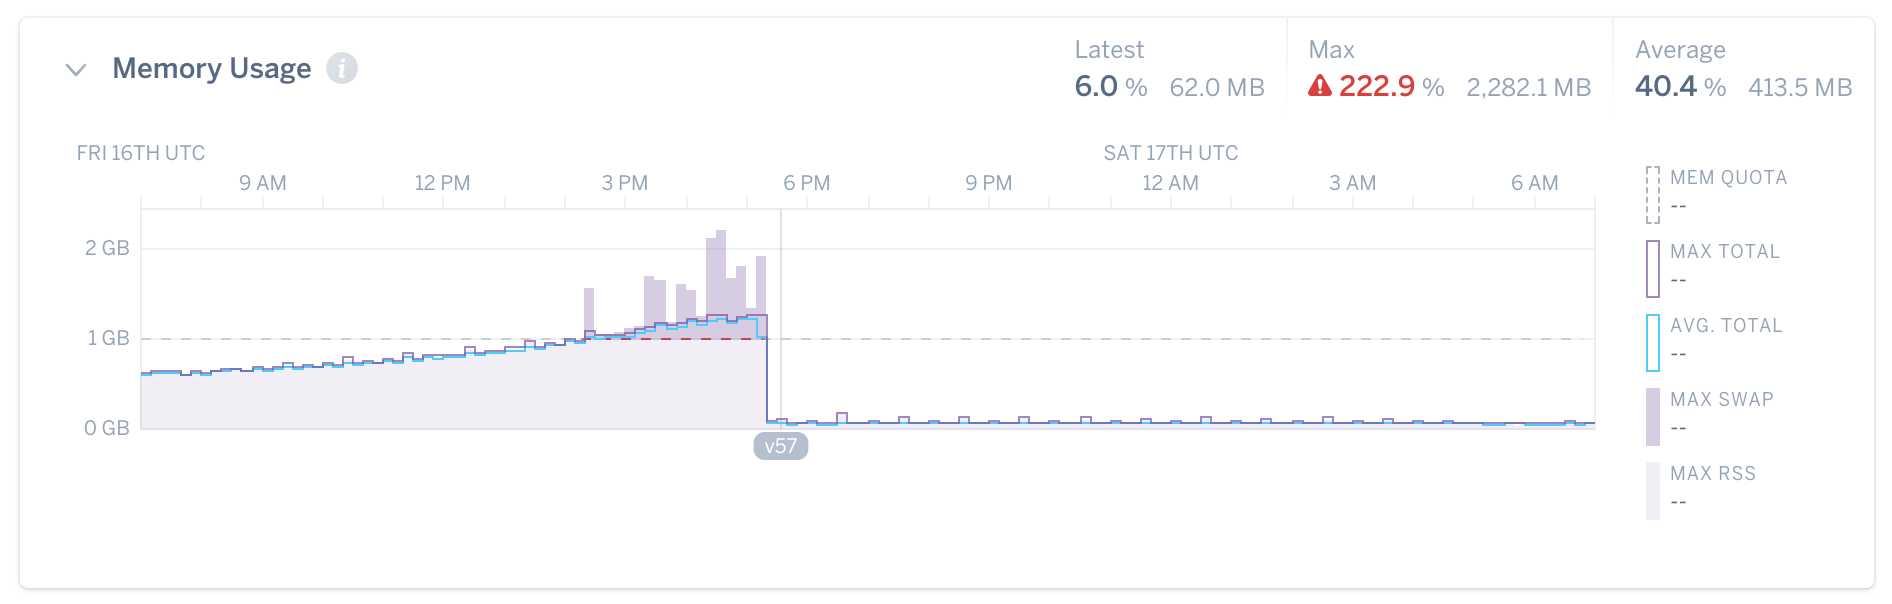 Memory Usage i
Latest
6.0 % 62.0 MB
Max
222.9 % 2,282.1 MB
Average
40.4 % 413.5 MB
FRI 16TH UTC SAT 17TH UTC
9 AM 12 PM 3 PM 6 PM 9 PM 12 AM 3 AM 6 AM
2 GB
1 GB
0 GB
v57
MEM QUOTA
--
MAX TOTAL
--
AVG. TOTAL
--
MAX SWAP
--
MAX RSS
--